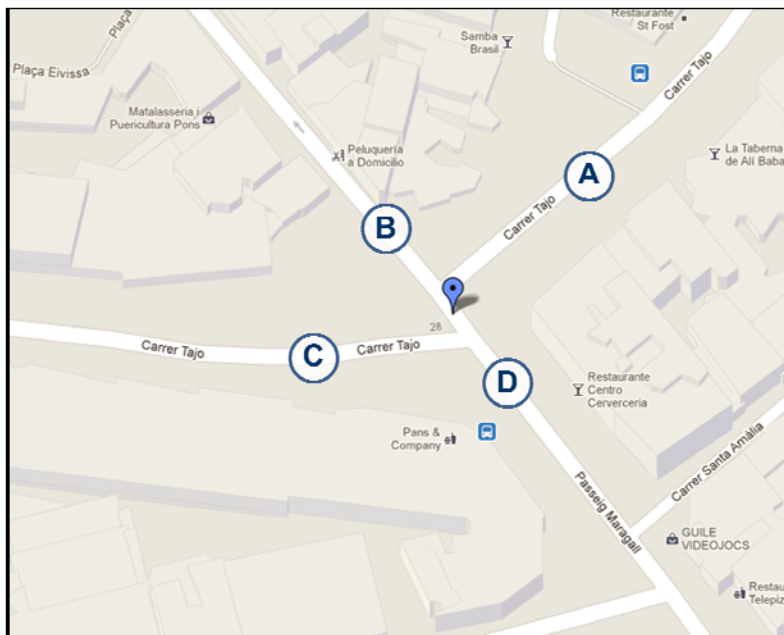 Restaurante
St Fost
Plaça
Samba
Brasil
Plaça Eivissa
Carrer Tajo
Matalasseria i
Puericultura Pons
Peluquería
a Domicilio
La Taberna
de Alí Baba
A
Carrer Tajo
B
28
Carrer Tajo
C
Carrer Tajo
D
Restaurante
Centro
Cerverceria
Pans &
Company
Carrer Santa Amàlia
Passeig Maragall
GUILE
VIDEOJOCS
Restau
Telepiz